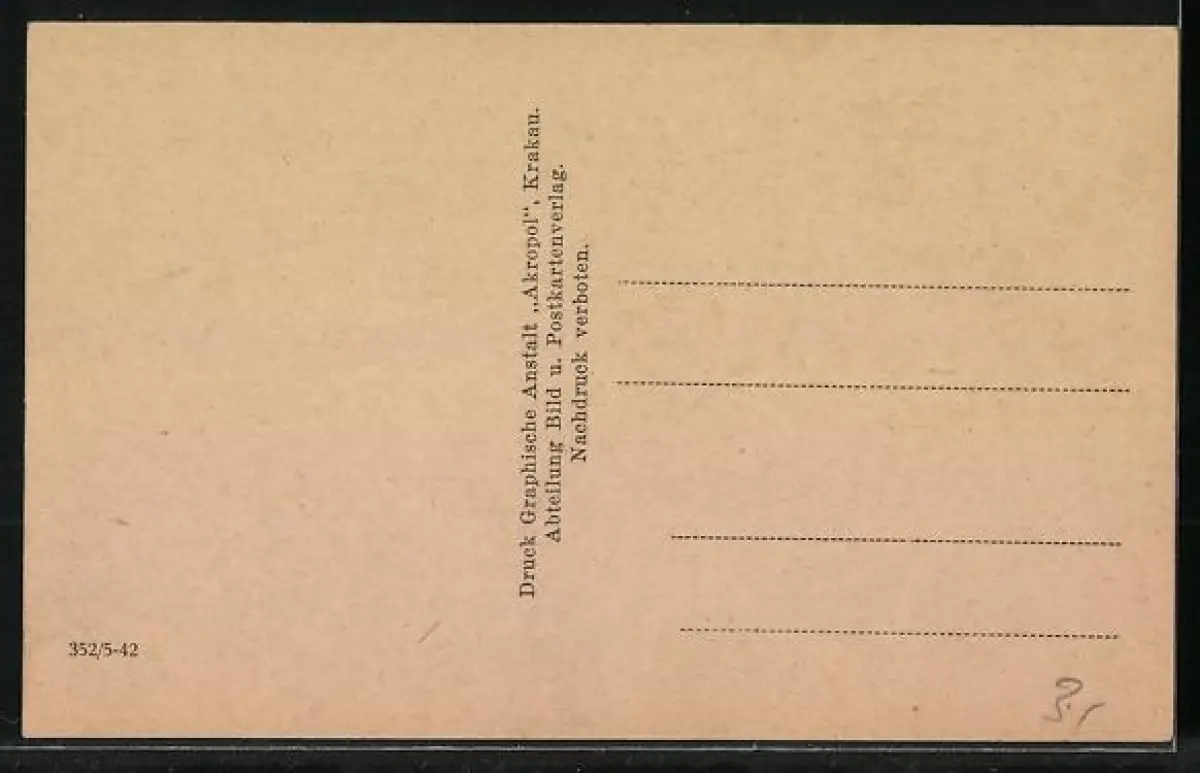 Druck Graphische Anstalt „Akropol“, Krakau.
Abteilung Bild u. Postkartenverlag.
Nachdruck verboten.
352/5-42